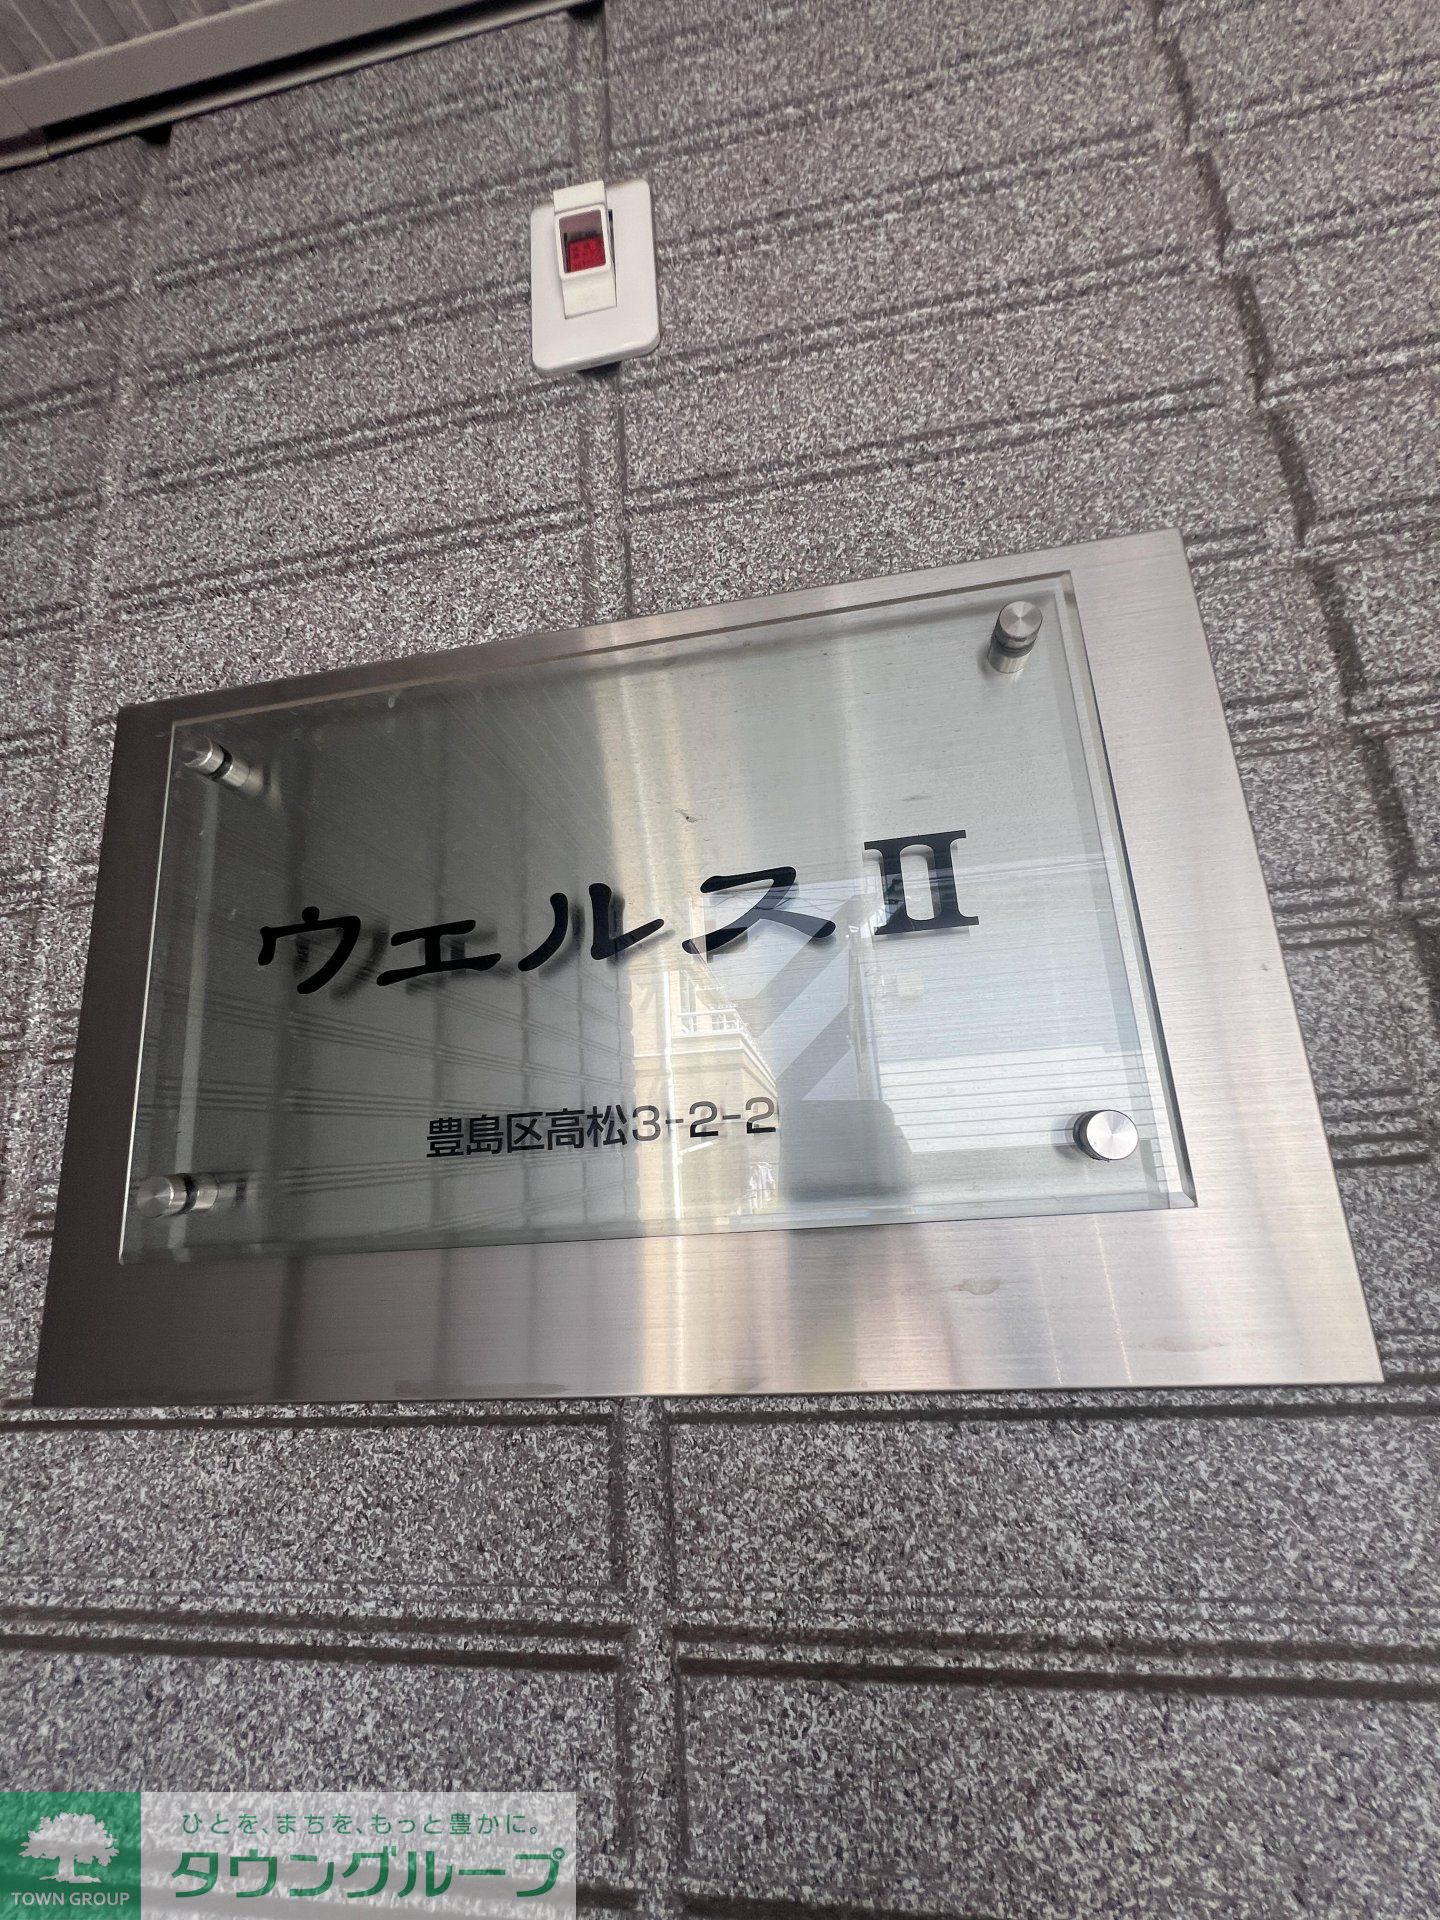 ウェルスⅡ
豊島区高松3-2-2
ひとを、まちを、もっと豊かに。
タウングループ
TOWN GROUP